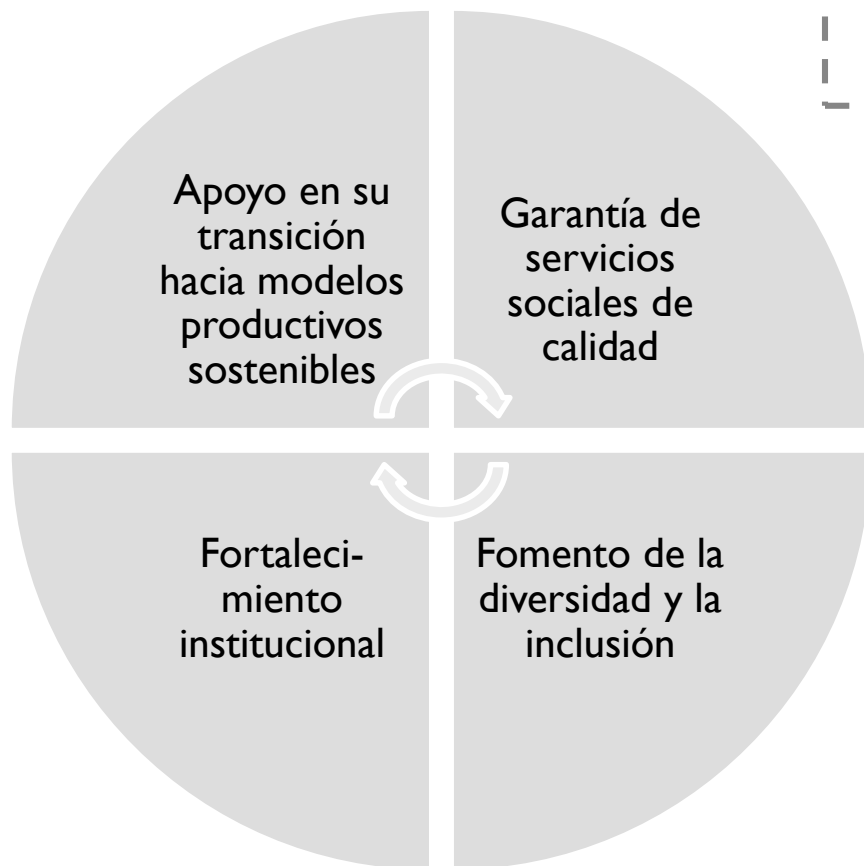 Apoyo en su
transición
hacia modelos
productivos
sostenibles
Garantía de
servicios
sociales de
calidad
Fortaleci-
miento
institucional
Fomento de la
diversidad y la
inclusión